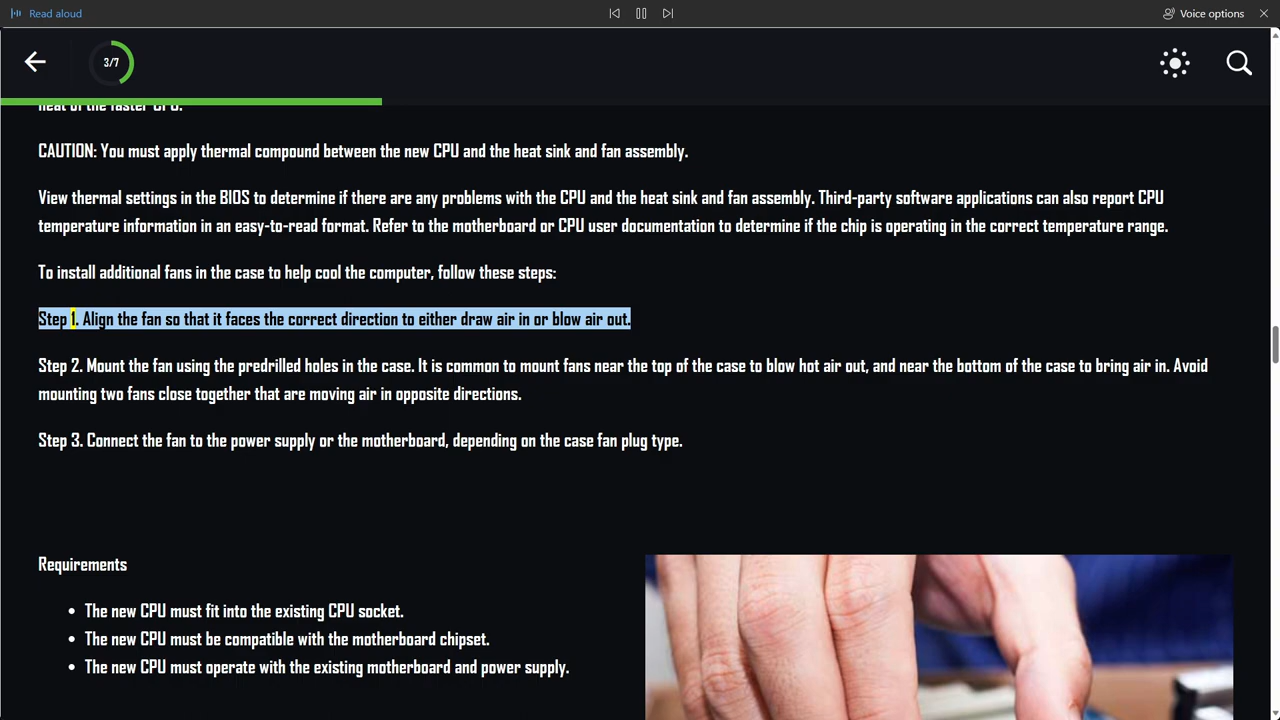 Read aloud
Voice options
3/7
heat of the faster CPU.
CAUTION: You must apply thermal compound between the new CPU and the heat sink and fan assembly.
View thermal settings in the BIOS to determine if there are any problems with the CPU and the heat sink and fan assembly. Third-party software applications can also report CPU
temperature information in an easy-to-read format. Refer to the motherboard or CPU user documentation to determine if the chip is operating in the correct temperature range.
To install additional fans in the case to help cool the computer, follow these steps:
Step 1. Align the fan so that it faces the correct direction to either draw air in or blow air out.
Step 2. Mount the fan using the predrilled holes in the case. It is common to mount fans near the top of the case to blow hot air out, and near the bottom of the case to bring air in. Avoid
mounting two fans close together that are moving air in opposite directions.
Step 3. Connect the fan to the power supply or the motherboard, depending on the case fan plug type.
Requirements
• The new CPU must fit into the existing CPU socket.
• The new CPU must be compatible with the motherboard chipset.
• The new CPU must operate with the existing motherboard and power supply.